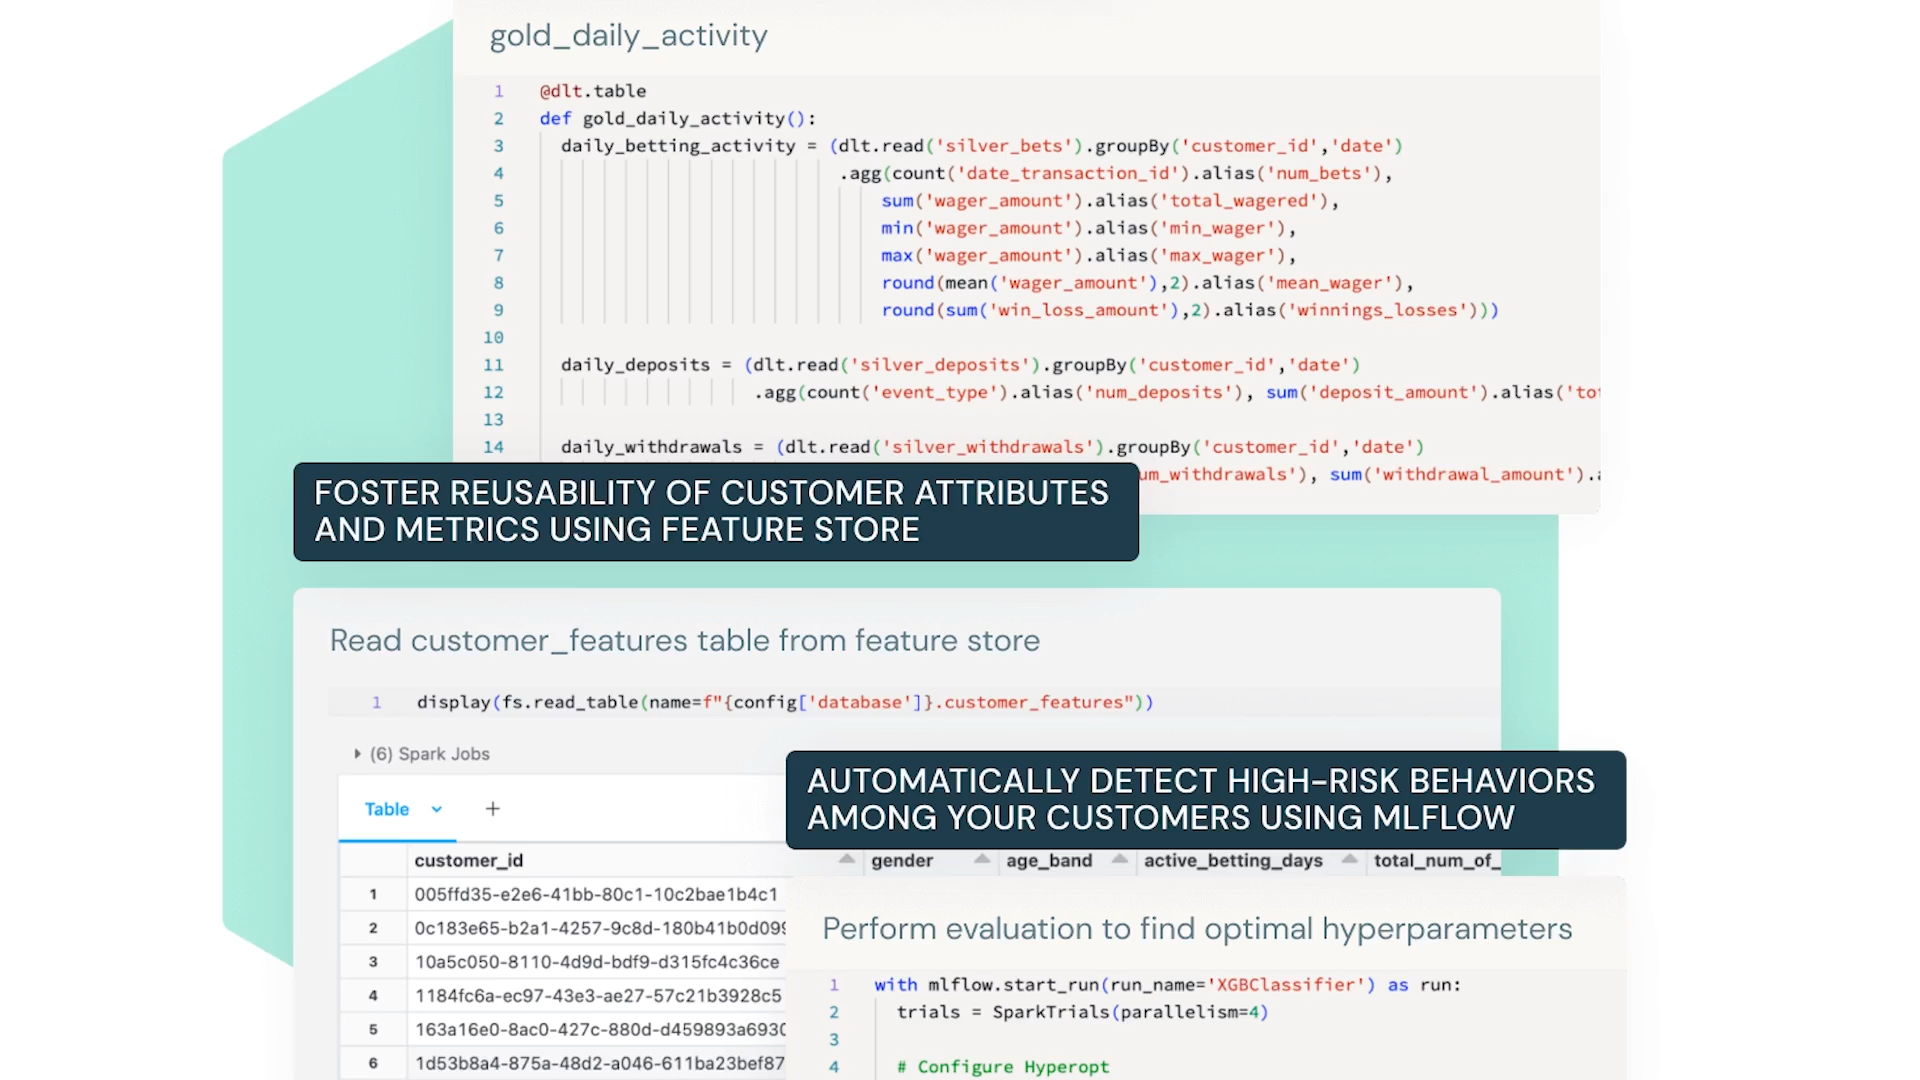 gold_daily_activity
1 @dlt.table
2 def gold_daily_activity():
3 daily_betting_activity = (dlt.read('silver_bets').groupBy('customer_id','date')
4 .agg(count('date_transaction_id').alias('num_bets'),
5 sum('wager_amount').alias('total_wagered'),
6 min('wager_amount').alias('min_wager'),
7 max('wager_amount').alias('max_wager'),
8 round(mean('wager_amount'),2).alias('mean_wager'),
9 round(sum('win_loss_amount'),2).alias('winnings_losses')))
10
11 daily_deposits = (dlt.read('silver_deposits').groupBy('customer_id','date')
12 .agg(count('event_type').alias('num_deposits'), sum('deposit_amount').alias('to
13
14 daily_withdrawals = (dlt.read('silver_withdrawals').groupBy('customer_id','date')
um_withdrawals'), sum('withdrawal_amount').
FOSTER REUSABILITY OF CUSTOMER ATTRIBUTES
AND METRICS USING FEATURE STORE
Read customer_features table from feature store
1 display(fs.read_table(name=f"{config['database']}.customer_features"))
(6) Spark Jobs
Table +
AUTOMATICALLY DETECT HIGH-RISK BEHAVIORS
AMONG YOUR CUSTOMERS USING MLFLOW
customer_id gender age_band active_betting_days total_num_of_
1 005ffd35-e2e6-41bb-80c1-10c2bae1b4c1
2 0c183e65-b2a1-4257-9c8d-180b41b0d099
3 10a5c050-8110-4d9d-bdf9-d315fc4c36ce
4 1184fc6a-ec97-43e3-ae27-57c21b3928c5
5 163a16e0-8ac0-427c-880d-d459893a6930
6 1d53b8a4-875a-48d2-a046-611ba23bef87
Perform evaluation to find optimal hyperparameters
1 with mlflow.start_run(run_name='XGBClassifier') as run:
2 trials = SparkTrials(parallelism=4)
3
4 # Configure Hyperopt